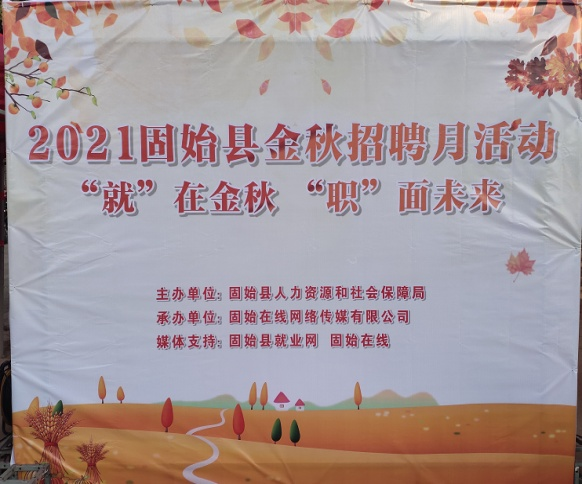 2021固始县金秋招聘月活动
“就”在金秋 “职”面未来
主办单位：固始县人力资源和社会保障局
承办单位：固始在线网络传媒有限公司
媒体支持：固始县就业网 固始在线